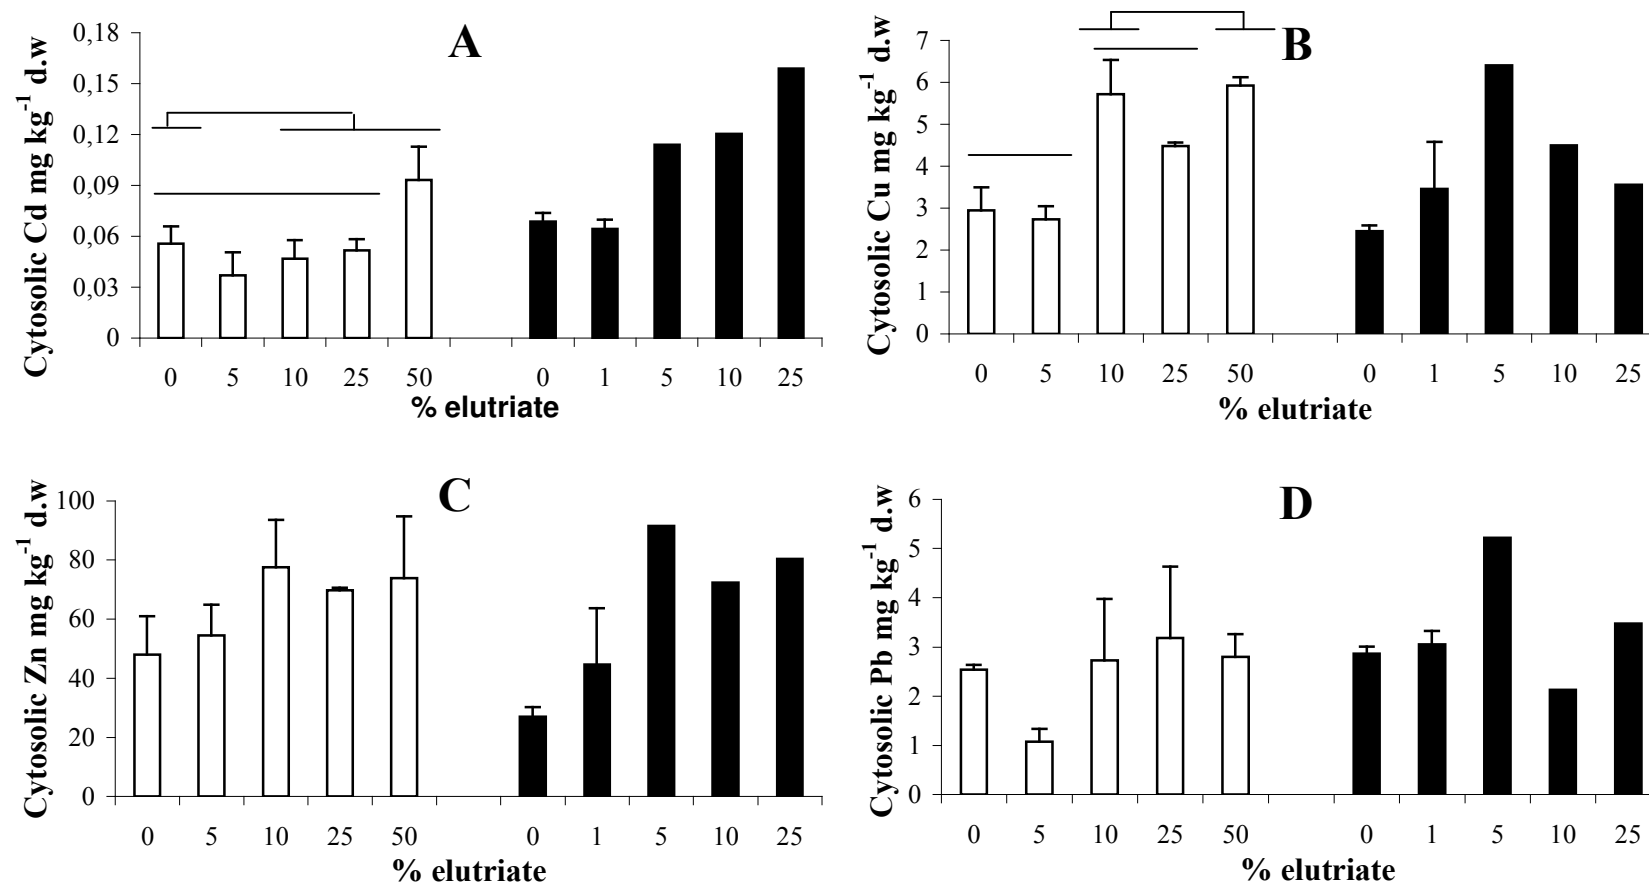 A
Cytosolic Cd mg kg-1 d.w
0,18
0,15
0,12
0,09
0,06
0,03
0
0 5 10 25 50 0 1 5 10 25
% elutriate
B
Cytosolic Cu mg kg-1 d.w
7
6
5
4
3
2
1
0
0 5 10 25 50 0 1 5 10 25
% elutriate
C
Cytosolic Zn mg kg-1 d.w
100
80
60
40
20
0
0 5 10 25 50 0 1 5 10 25
% elutriate
D
Cytosolic Pb mg kg-1 d.w
6
5
4
3
2
1
0
0 5 10 25 50 0 1 5 10 25
% elutriate